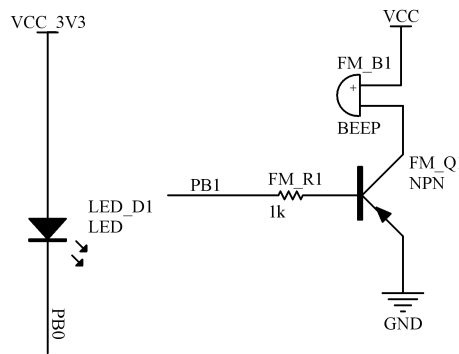 VCC_3V3
VCC
FM_B1
+
BEEP
FM_Q
NPN
PB1
FM_R1
1k
LED_D1
LED
PB0
GND